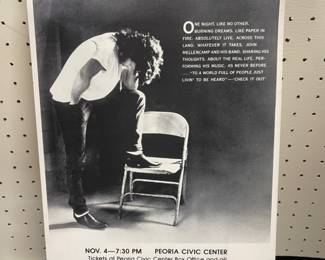 ONE NIGHT. LIKE NO OTHER.
BURNING DREAMS. LIKE PAPER IN
FIRE. ABSOLUTELY LIVE. ACROSS THIS
LAND. WHATEVER IT TAKES. JOHN
MELLENCAMP AND HIS BAND. SHARING HIS
THOUGHTS. ABOUT THE REAL LIFE. PER-
FORMING HIS MUSIC. AS NEVER BEFORE
. . . "TO A WORLD FULL OF PEOPLE JUST
LIVIN' TO BE HEARD"—'CHECK IT OUT'
NOV. 4—7:30 PM PEORIA CIVIC CENTER
Tickets at Peoria Civic Center Box Office and all